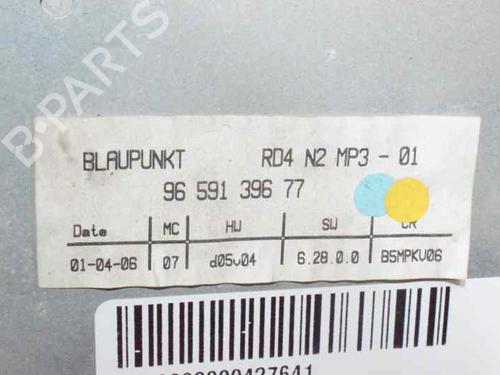 BLAUPUNKT RD4 N2 MP3 - 01
96 591 396 77
Date MC HW SW CR
01-04-06 07 d05v04 6.28.0.0 B5MPKV06
B-PARTS